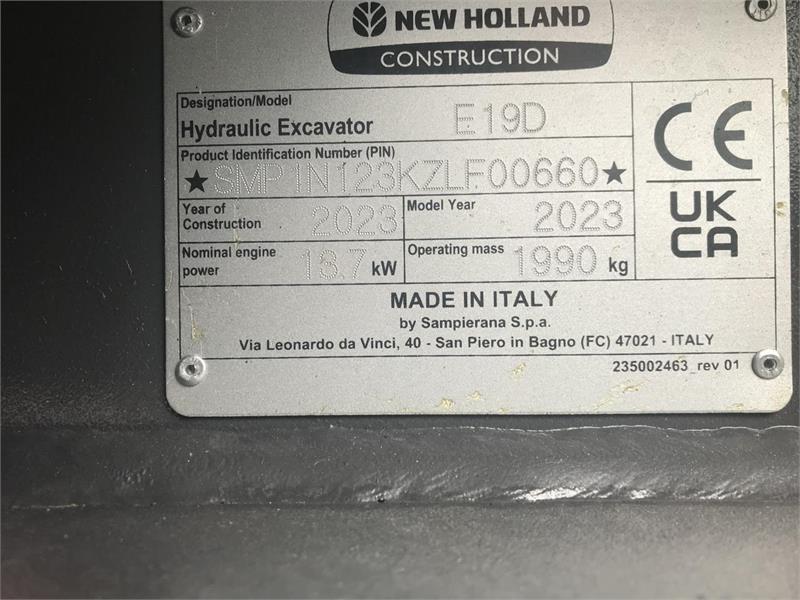 NEW HOLLAND
CONSTRUCTION
Designation/Model
Hydraulic Excavator E19D
Product Identification Number (PIN)
★SMP1N123KZLF00660★
Year of Construction 2023
Model Year 2023
Nominal engine power 13.7 kW
Operating mass 1990 kg
CE
UK
CA
MADE IN ITALY
by Sampierana S.p.a.
Via Leonardo da Vinci, 40 - San Piero in Bagno (FC) 47021 - ITALY
235002463_rev 01